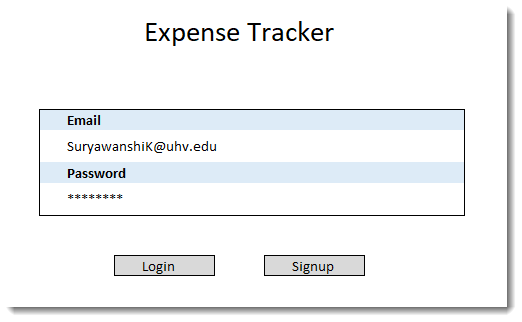 Expense Tracker
Email
SuryawanshiK@uhv.edu
Password
********
Login Signup